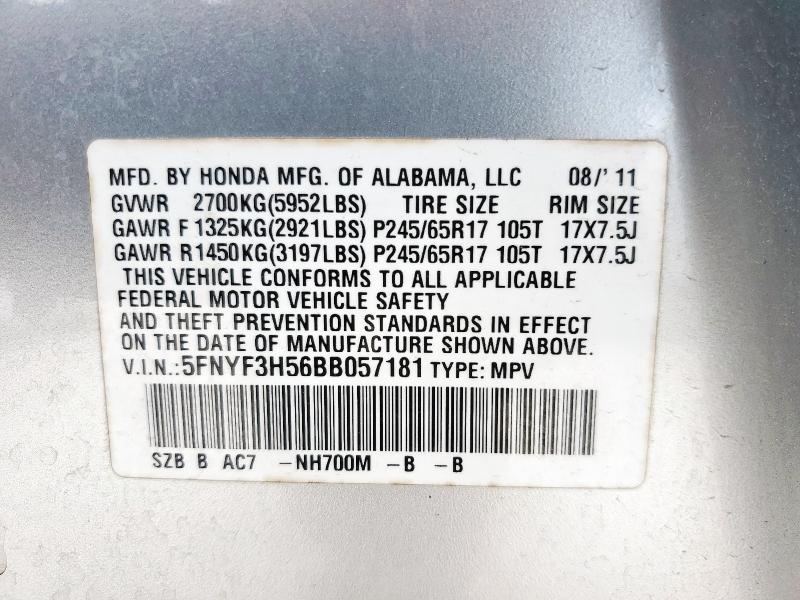 MFD. BY HONDA MFG. OF ALABAMA, LLC 08/'11
GVWR 2700KG(5952LBS) TIRE SIZE RIM SIZE
GAWR F 1325KG(2921LBS) P245/65R17 105T 17X7.5J
GAWR R1450KG(3197LBS) P245/65R17 105T 17X7.5J
THIS VEHICLE CONFORMS TO ALL APPLICABLE
FEDERAL MOTOR VEHICLE SAFETY
AND THEFT PREVENTION STANDARDS IN EFFECT
ON THE DATE OF MANUFACTURE SHOWN ABOVE.
V.I.N.:5FNYF3H56BB057181 TYPE: MPV
SZB B AC7 -NH700M -B -B